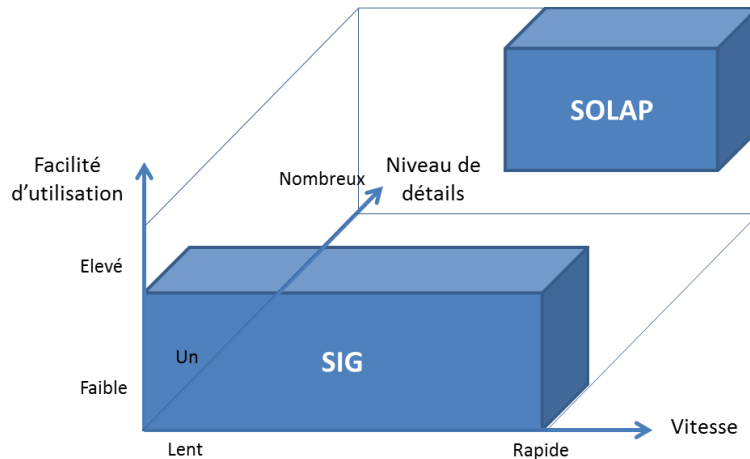 SOLAP
Facilité
d'utilisation
Nombreux
Niveau de
détails
Elevé
Un
SIG
Faible
Vitesse
Lent
Rapide